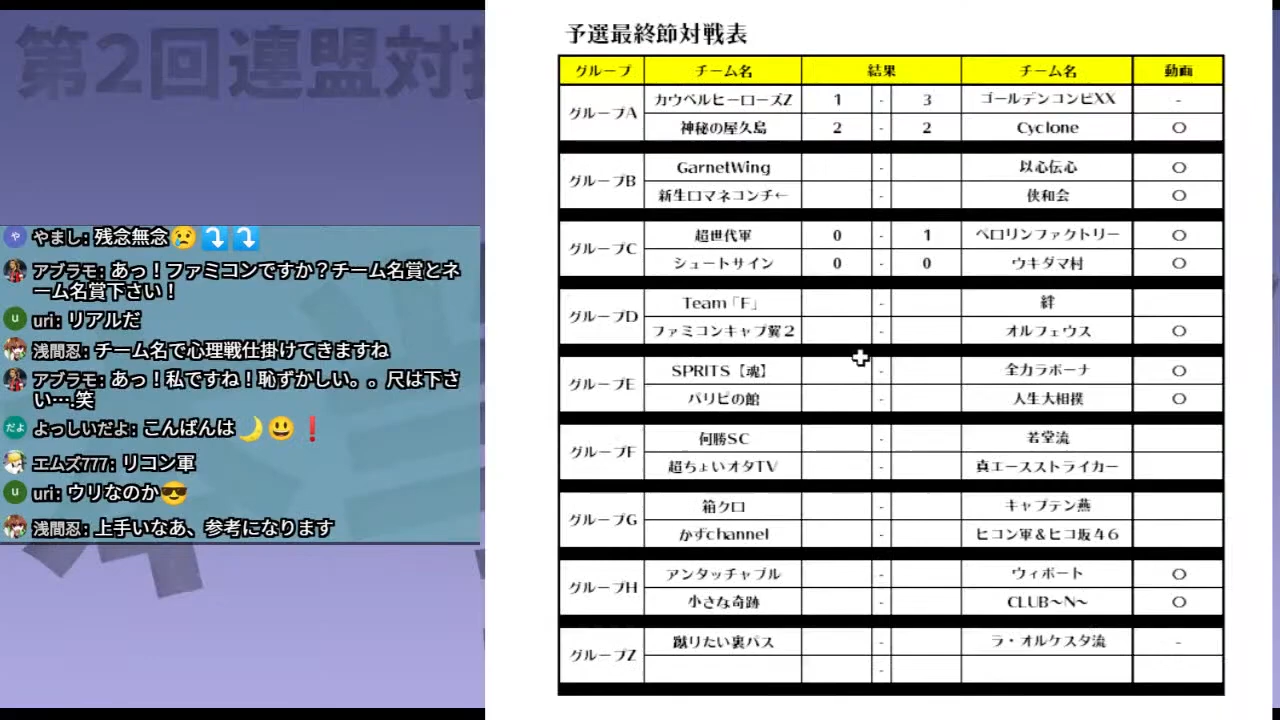 第2回連盟対抗
や やまし: 残念無念😢⤵️⤵️
アブラモ: あっ！ファミコンですか？チーム名賞とネ
ーム名賞下さい！
u uri: リアルだ
浅間忍: チーム名で心理戦仕掛けてきますね
アブラモ: あっ！私ですね！恥ずかしい。。尺は下さ
い….笑
だよ よっしいだよ: こんばんは🌙😃❗
エムズ777: リコン軍
u uri: ウリなのか😎
浅間忍: 上手いなあ、参考になります
予選最終節対戦表
グループ チーム名 結果 チーム名 動画
グループA
カウベルヒーローズZ 1 - 3 ゴールデンコンビXX -
神秘の屋久島 2 - 2 Cyclone ○
グループB
GarnetWing - 以心伝心 ○
新生ロマネコンチ← - 侠和会 ○
グループC
超世代軍 0 - 1 ペロリンファクトリー ○
シュートサイン 0 - 0 ウキダマ村 ○
グループD
Team「F」 - 絆
ファミコンキャプ翼２ - オルフェウス ○
グループE
SPRITS【魂】 - 全力ラボーナ ○
パリピの館 - 人生大相撲 ○
グループF
何勝SC - 若堂流
超ちょいオタTV - 真エースストライカー
グループG
箱クロ - キャプテン燕
かずchannel - ヒコン軍＆ヒコ坂４６
グループH
アンタッチャブル - ウィポート ○
小さな奇跡 - CLUB～N～ ○
グループZ
蹴りたい裏パス - ラ・オルケスタ流 -
-